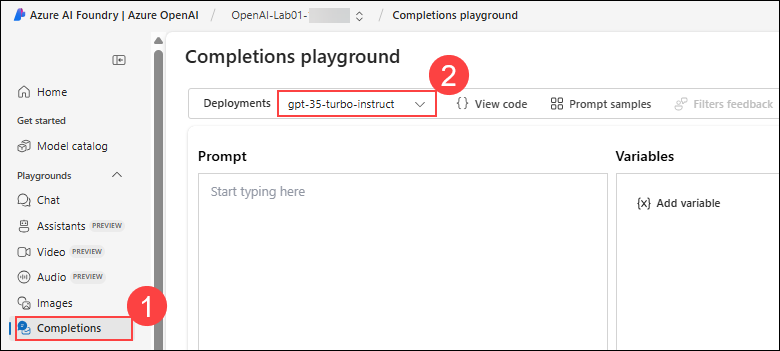 Azure AI Foundry | Azure OpenAI / OpenAI-Lab01- / Completions playground
Completions playground
2
Home
Deployments gpt-35-turbo-instruct {} View code Prompt samples Filters feedback
Get started
Model catalog
Prompt Variables
Playgrounds
Start typing here
Chat
{x} Add variable
Assistants PREVIEW
Video PREVIEW
Audio PREVIEW
Images
1
Completions